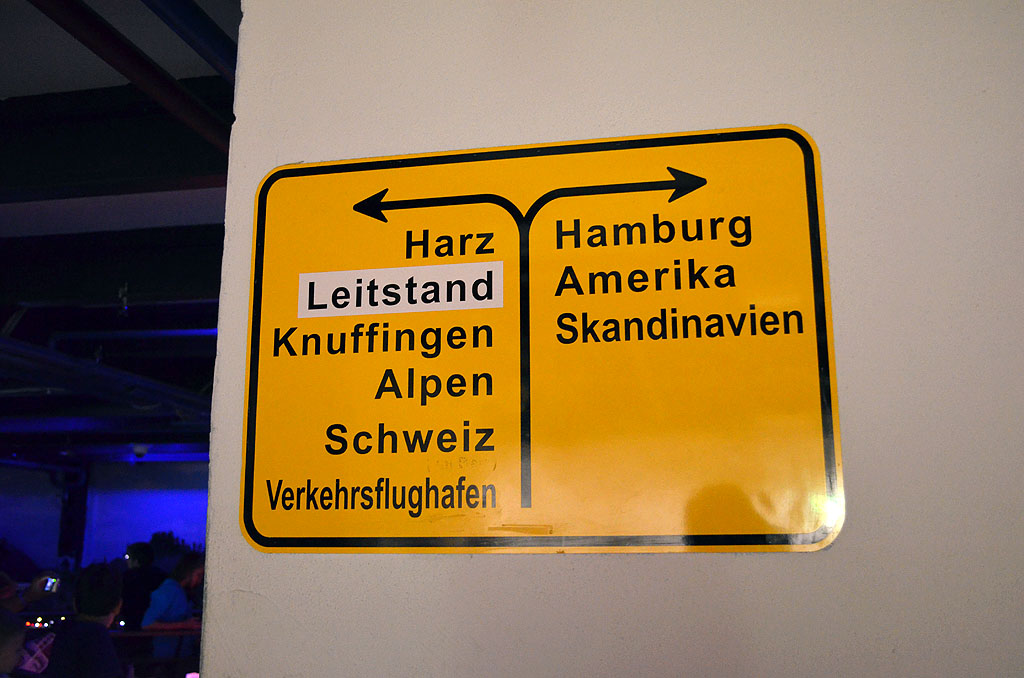 Harz
Leitstand
Knuffingen
Alpen
Schweiz
Verkehrsflughafen
Hamburg
Amerika
Skandinavien